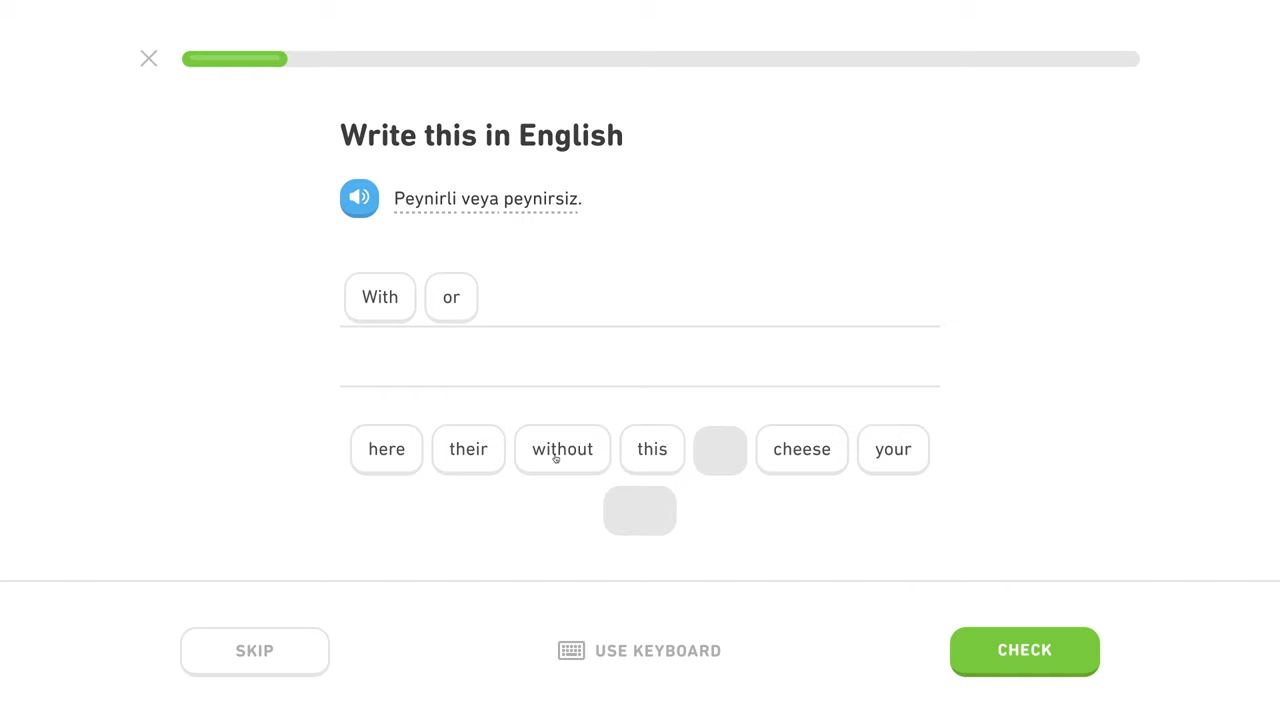 Write this in English
Peynirli veya peynirsiz.
With or
here their without this cheese your
SKIP USE KEYBOARD CHECK